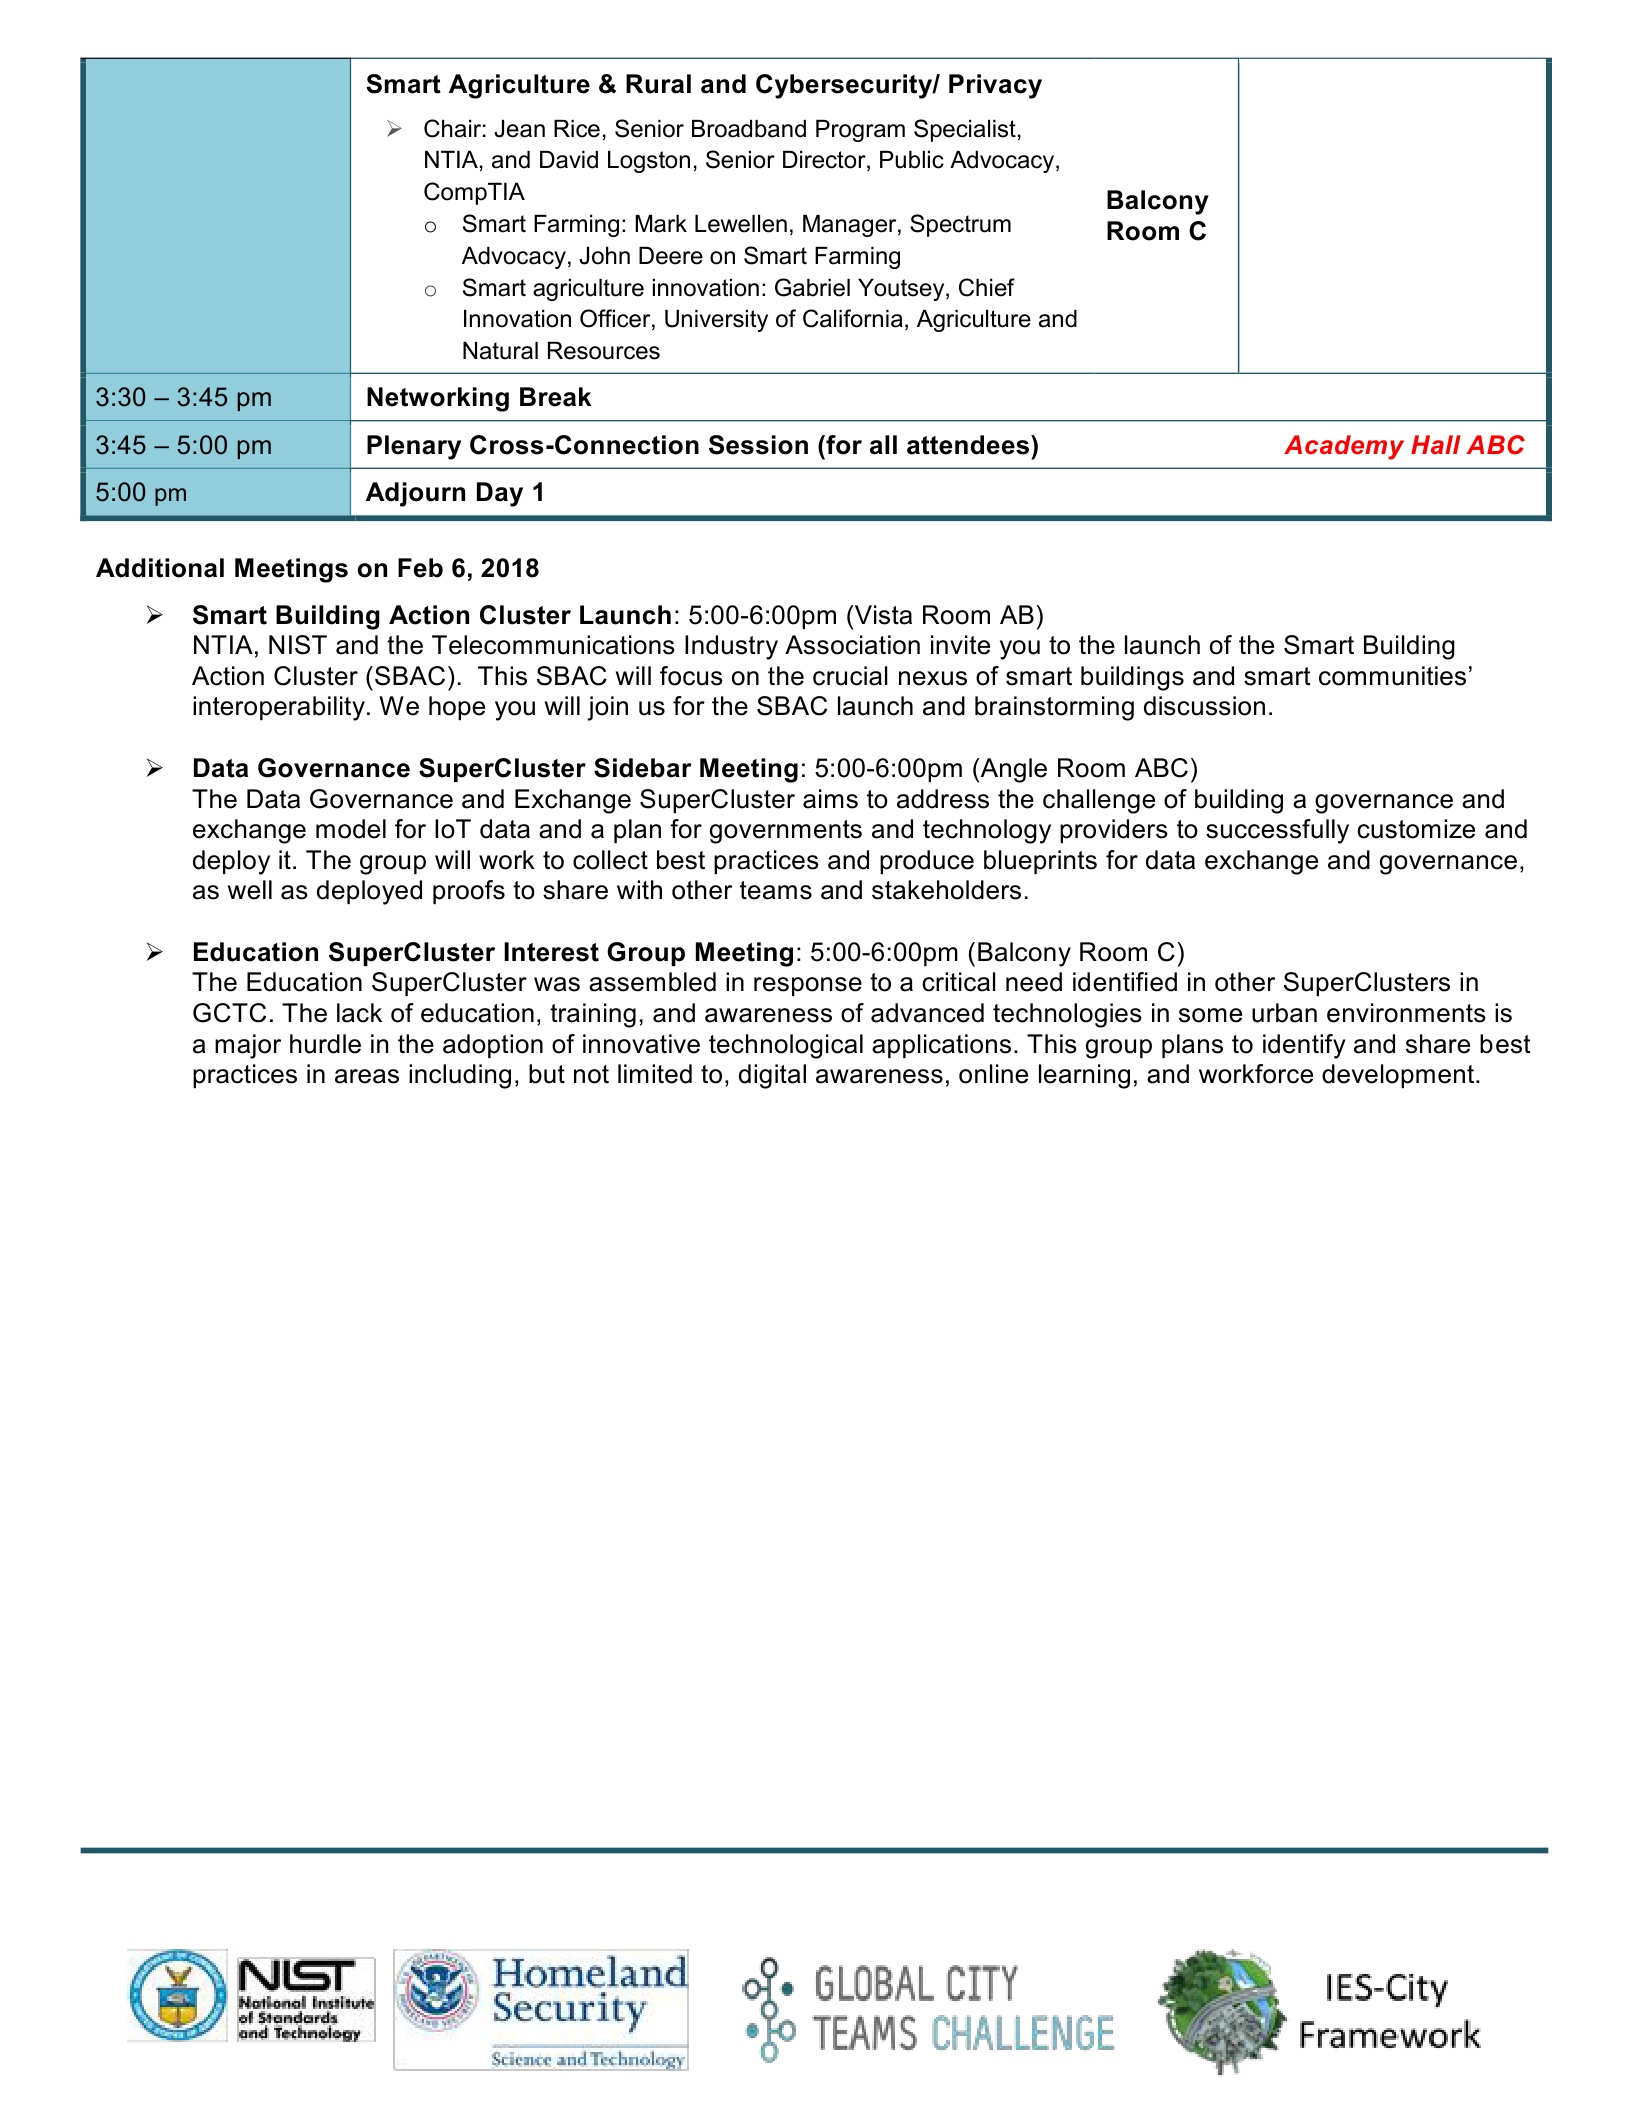 Smart Agriculture & Rural and Cybersecurity/ Privacy
➢ Chair: Jean Rice, Senior Broadband Program Specialist,
NTIA, and David Logston, Senior Director, Public Advocacy,
CompTIA
o Smart Farming: Mark Lewellen, Manager, Spectrum
Advocacy, John Deere on Smart Farming
o Smart agriculture innovation: Gabriel Youtsey, Chief
Innovation Officer, University of California, Agriculture and
Natural Resources
Balcony
Room C
3:30 – 3:45 pm Networking Break
3:45 – 5:00 pm Plenary Cross-Connection Session (for all attendees) Academy Hall ABC
5:00 pm Adjourn Day 1
Additional Meetings on Feb 6, 2018
➢ Smart Building Action Cluster Launch: 5:00-6:00pm (Vista Room AB)
NTIA, NIST and the Telecommunications Industry Association invite you to the launch of the Smart Building
Action Cluster (SBAC).  This SBAC will focus on the crucial nexus of smart buildings and smart communities’
interoperability. We hope you will join us for the SBAC launch and brainstorming discussion.
➢ Data Governance SuperCluster Sidebar Meeting: 5:00-6:00pm (Angle Room ABC)
The Data Governance and Exchange SuperCluster aims to address the challenge of building a governance and
exchange model for IoT data and a plan for governments and technology providers to successfully customize and
deploy it. The group will work to collect best practices and produce blueprints for data exchange and governance,
as well as deployed proofs to share with other teams and stakeholders.
➢ Education SuperCluster Interest Group Meeting: 5:00-6:00pm (Balcony Room C)
The Education SuperCluster was assembled in response to a critical need identified in other SuperClusters in
GCTC. The lack of education, training, and awareness of advanced technologies in some urban environments is
a major hurdle in the adoption of innovative technological applications. This group plans to identify and share best
practices in areas including, but not limited to, digital awareness, online learning, and workforce development.
NIST
National Institute
of Standards
and Technology
Homeland
Security
Science and Technology
GLOBAL CITY
TEAMS CHALLENGE
IES-City
Framework